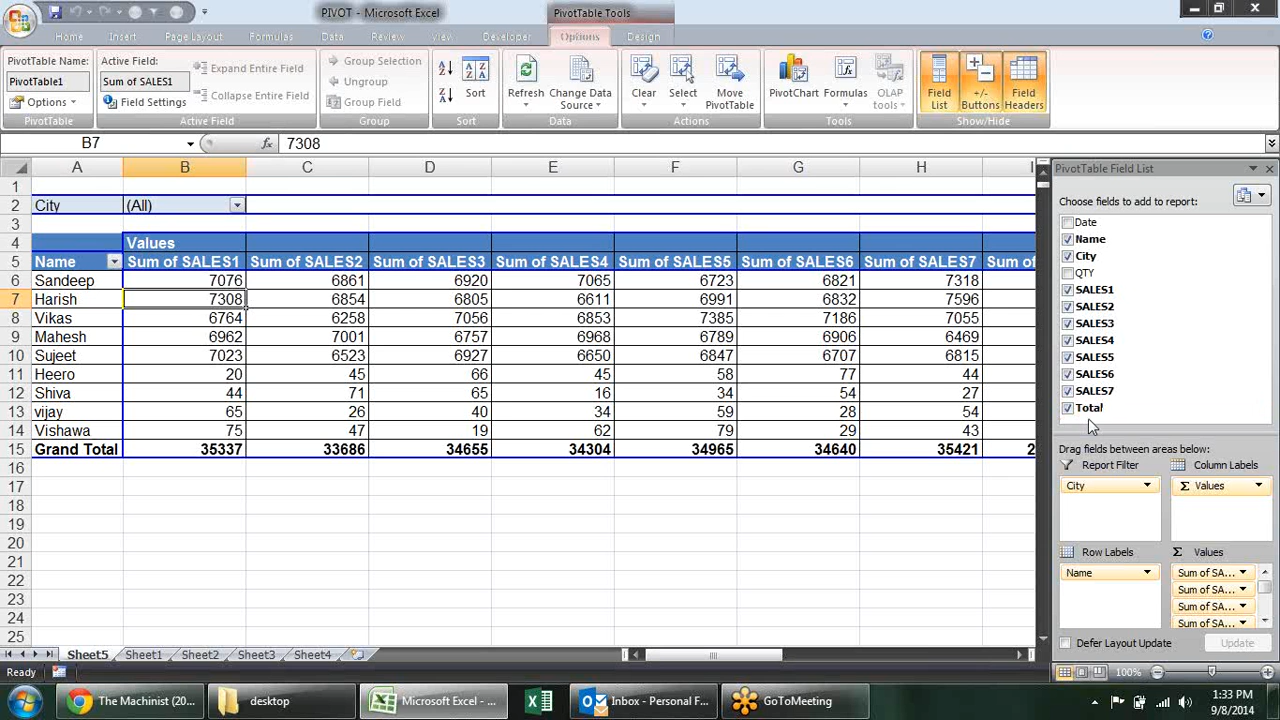 PIVOT - Microsoft Excel
PivotTable Tools
Home Insert Page Layout Formulas Data Review View Developer Options Design
PivotTable Name:
PivotTable1
Options
PivotTable
Active Field:
Sum of SALES1
Field Settings
Expand Entire Field
Collapse Entire Field
Active Field
Group Selection
Ungroup
Group Field
Group
Sort
Sort
Refresh
Change Data Source
Data
Clear
Select
Move PivotTable
Actions
PivotChart
Formulas
OLAP tools
Tools
Field List
+/- Buttons
Field Headers
Show/Hide
B7 fx 7308
A B C D E F G H I
1
2 City (All)
3
4 Values
5 Name Sum of SALES1 Sum of SALES2 Sum of SALES3 Sum of SALES4 Sum of SALES5 Sum of SALES6 Sum of SALES7 Sum of
6 Sandeep 7076 6861 6920 7065 6723 6821 7318
7 Harish 7308 6854 6805 6611 6991 6832 7596
8 Vikas 6764 6258 7056 6853 7385 7186 7055
9 Mahesh 6962 7001 6757 6968 6789 6906 6469
10 Sujeet 7023 6523 6927 6650 6847 6707 6815
11 Heero 20 45 66 45 58 77 44
12 Shiva 44 71 65 16 34 54 27
13 vijay 65 26 40 34 59 28 54
14 Vishawa 75 47 19 62 79 29 43
15 Grand Total 35337 33686 34655 34304 34965 34640 35421 2
16
17
18
19
20
21
22
23
24
25
PivotTable Field List
Choose fields to add to report:
Date
Name
City
QTY
SALES1
SALES2
SALES3
SALES4
SALES5
SALES6
SALES7
Total
Drag fields between areas below:
Report Filter
City
Column Labels
Σ Values
Row Labels
Name
Σ Values
Sum of SA...
Sum of SA...
Sum of SA...
Sum of SA...
Defer Layout Update
Update
Sheet5 Sheet1 Sheet2 Sheet3 Sheet4
Ready
100%
The Machinist (20...
desktop
Microsoft Excel - ...
Inbox - Personal F...
GoToMeeting
1:33 PM
9/8/2014